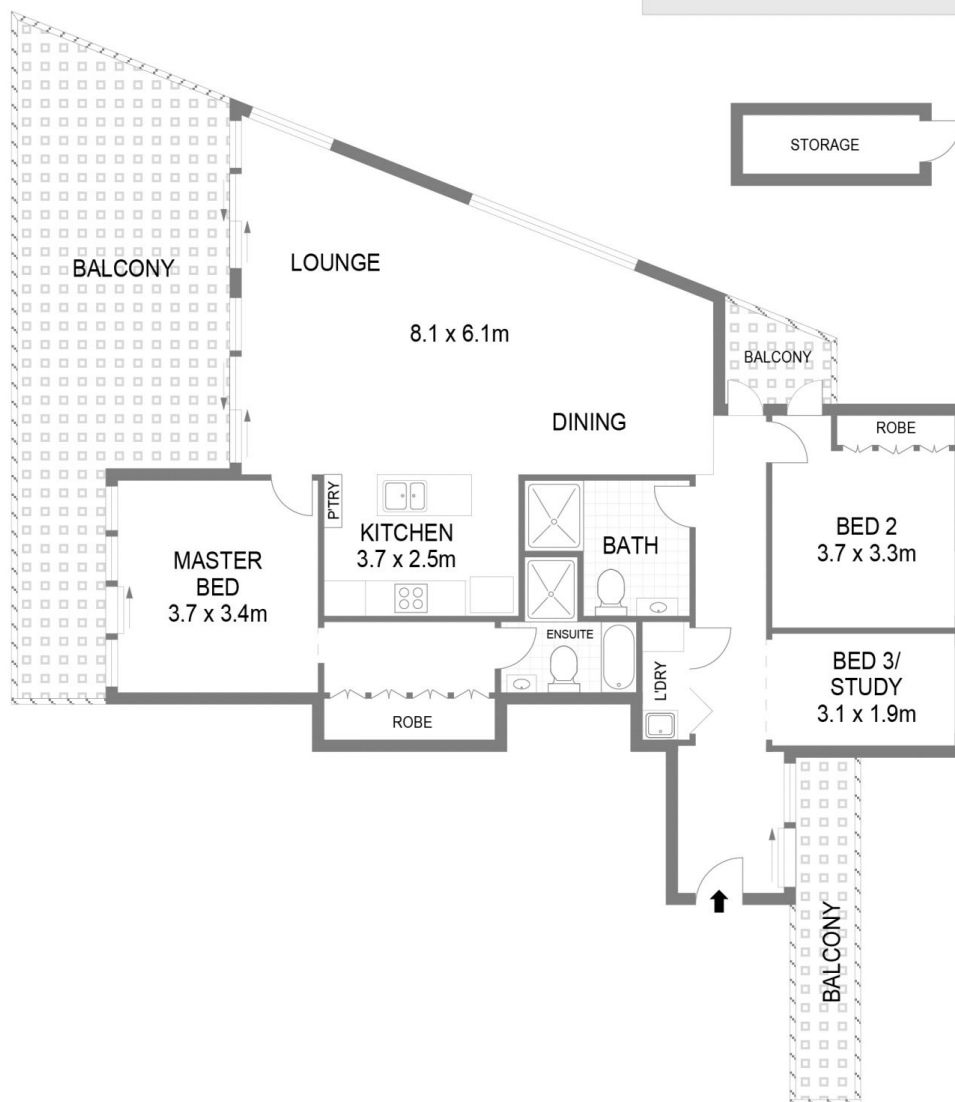 STORAGE
BALCONY
LOUNGE
8.1 x 6.1m
BALCONY
DINING
ROBE
P'TRY
KITCHEN
3.7 x 2.5m
BATH
BED 2
3.7 x 3.3m
MASTER
BED
3.7 x 3.4m
ENSUITE
L'DRY
BED 3/
STUDY
3.1 x 1.9m
ROBE
BALCONY